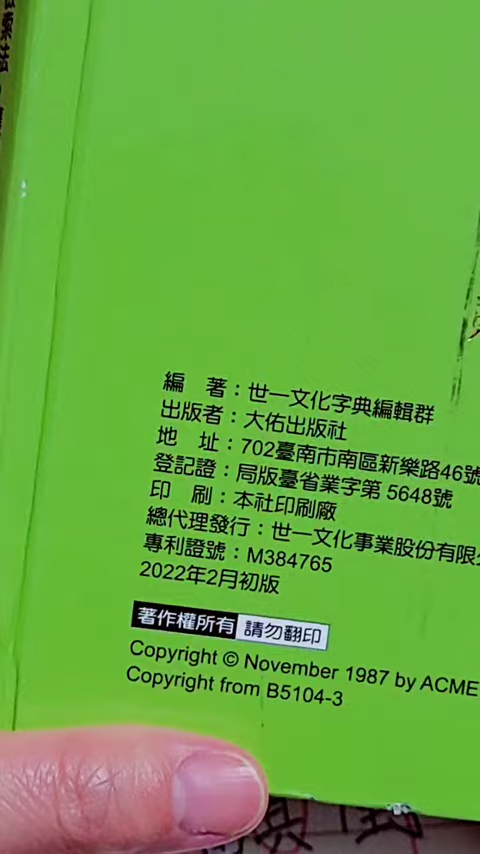 編 著：世一文化字典編輯群
出版者：大佑出版社
地 址：702臺南市南區新樂路46號
登記證：局版臺省業字第 5648號
印 刷：本社印刷廠
總代理發行：世一文化事業股份有限
專利證號：M384765
2022年2月初版
著作權所有 請勿翻印
Copyright © November 1987 by ACME
Copyright from B5104-3